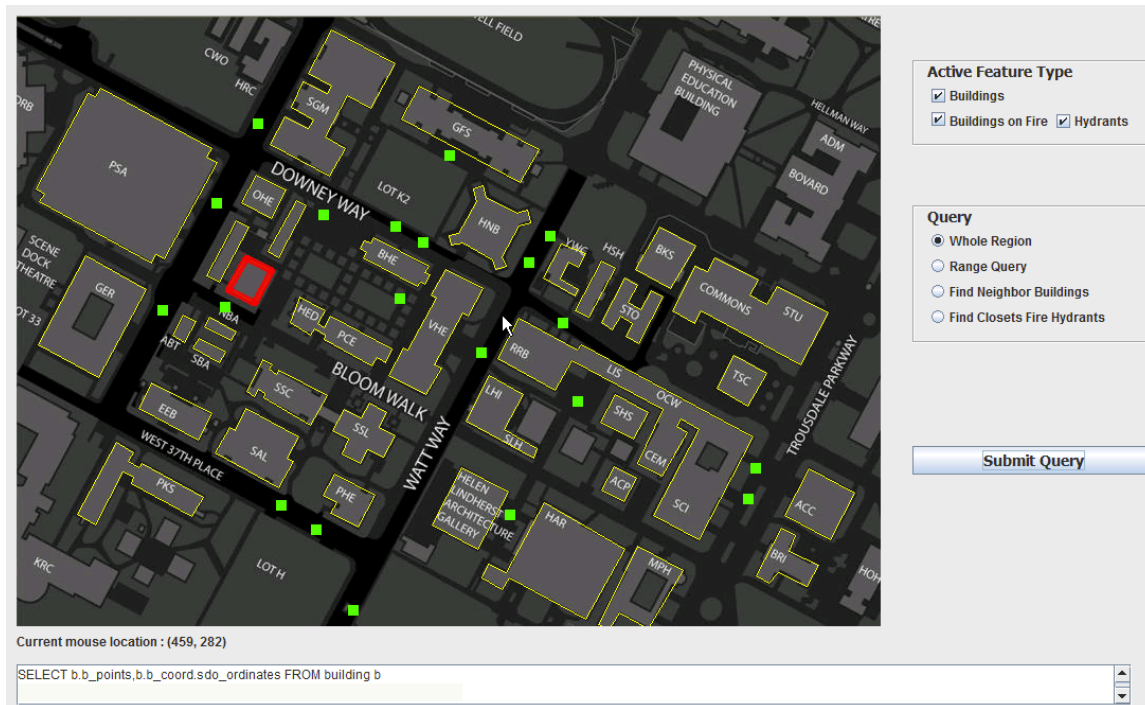 ELL FIELD
CWO
HRC
ORB
SGM
GFS
PHYSICAL
EDUCATION
BUILDING
HELLMAN WAY
ADM
BOVARD
PSA
DOWNEY WAY
LOT K2
OHE
HNB
SCENE
DOCK
THEATRE
OT 33
GER
BHE
YWC
HSH
BKS
COMMONS
STU
STO
NBA
ABT
SBA
HED
PCE
VHE
RRB
LIS
OCW
TSC
TROUSDALE PARKWAY
BLOOM WALK
SSC
EEB
SSL
LHI
SLH
SHS
CEM
SAL
WATT WAY
WEST 37TH PLACE
PKS
PHE
HELEN
LINDHERST
ARCHITECTURE
GALLERY
HAR
ACP
SCI
ACC
BRI
MPH
HOH
KRC
LOT H
Active Feature Type
Buildings
Buildings on Fire Hydrants
Query
Whole Region
Range Query
Find Neighbor Buildings
Find Closets Fire Hydrants
Submit Query
Current mouse location : (459, 282)
SELECT b.b_points,b.b_coord.sdo_ordinates FROM building b